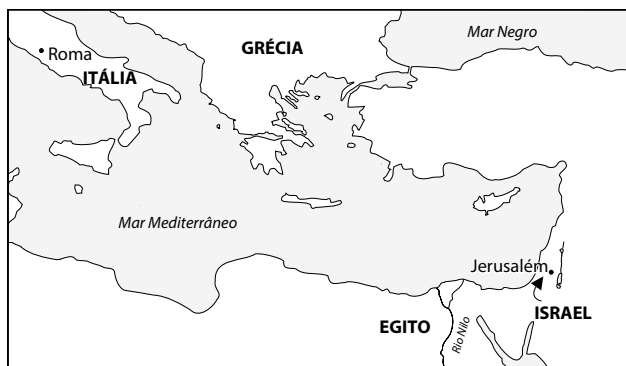 Mar Negro
GRÉCIA
Roma
ITÁLIA
Mar Mediterrâneo
Jerusalém
ISRAEL
EGITO
Rio Nilo